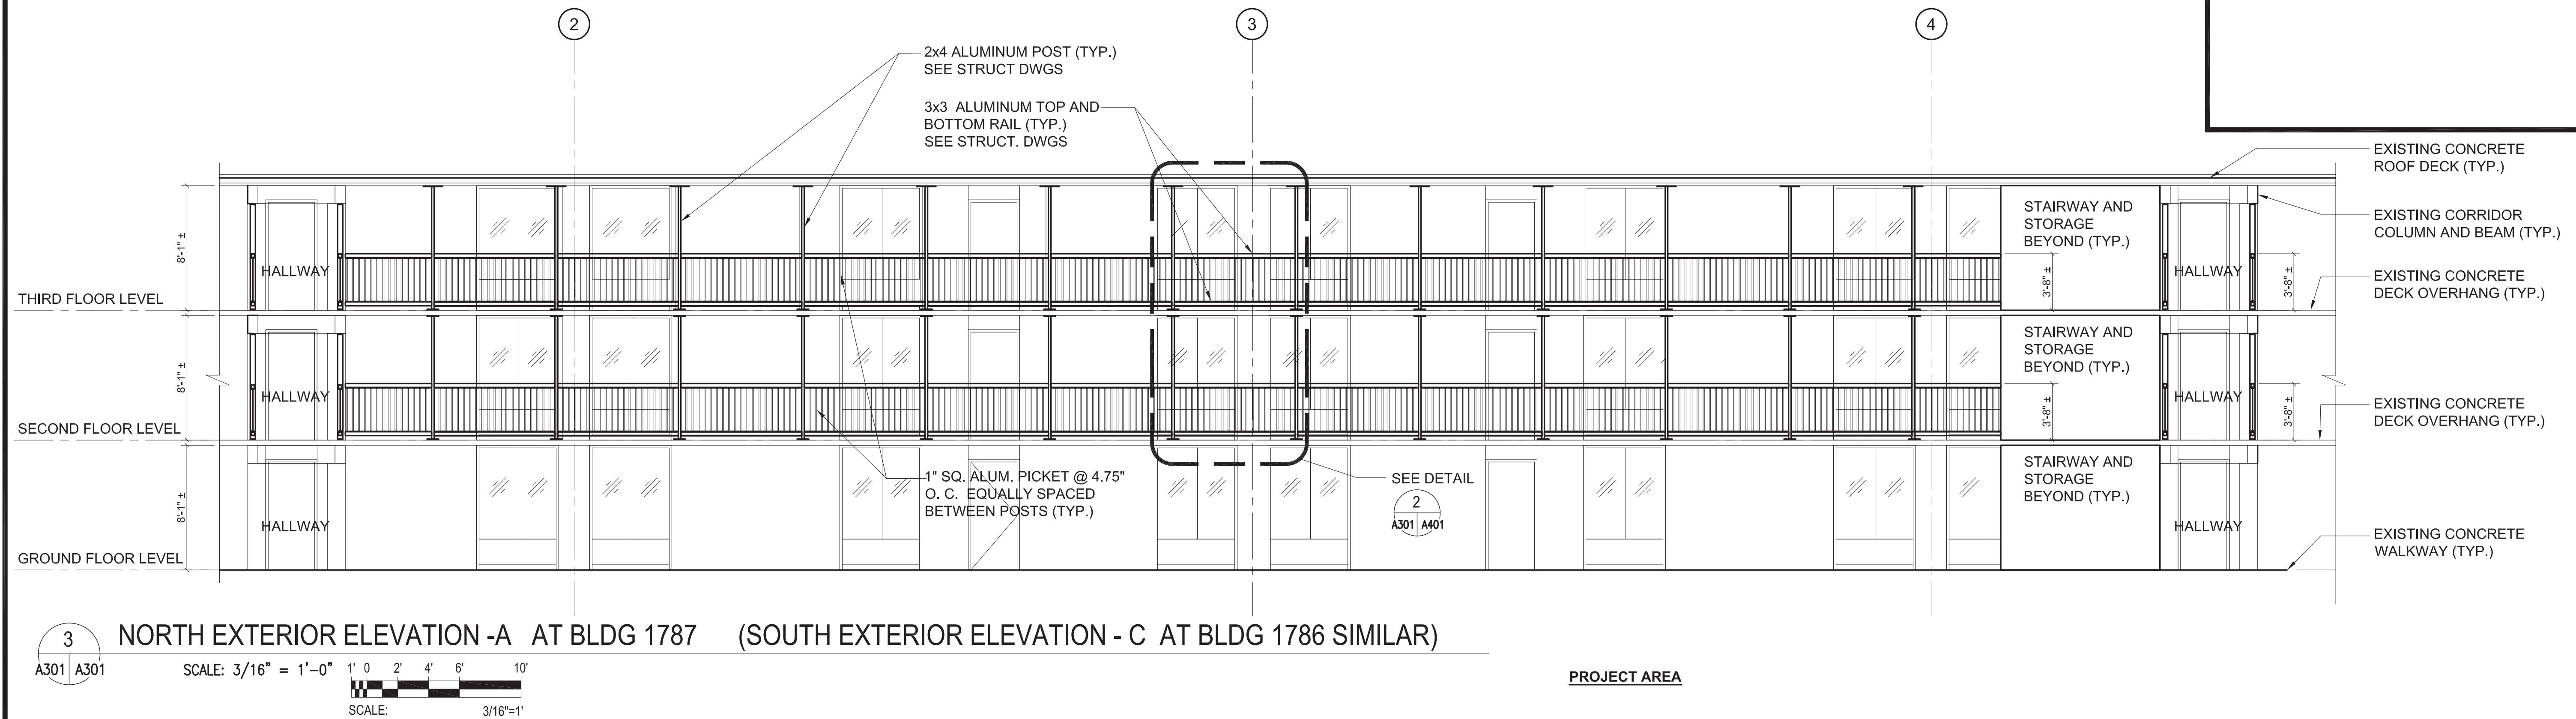 2
3
4
2x4 ALUMINUM POST (TYP.)
SEE STRUCT DWGS
3x3 ALUMINUM TOP AND
BOTTOM RAIL (TYP.)
SEE STRUCT. DWGS
EXISTING CONCRETE
ROOF DECK (TYP.)
EXISTING CORRIDOR
COLUMN AND BEAM (TYP.)
EXISTING CONCRETE
DECK OVERHANG (TYP.)
8'-1" ±
HALLWAY
STAIRWAY AND
STORAGE
BEYOND (TYP.)
3'-8" ±
HALLWAY
3'-8" ±
THIRD FLOOR LEVEL
8'-1" ±
HALLWAY
STAIRWAY AND
STORAGE
BEYOND (TYP.)
3'-8" ±
HALLWAY
3'-8" ±
EXISTING CONCRETE
DECK OVERHANG (TYP.)
SECOND FLOOR LEVEL
8'-1" ±
HALLWAY
1" SQ. ALUM. PICKET @ 4.75"
O. C. EQUALLY SPACED
BETWEEN POSTS (TYP.)
SEE DETAIL
2
A301 A401
STAIRWAY AND
STORAGE
BEYOND (TYP.)
HALLWAY
EXISTING CONCRETE
WALKWAY (TYP.)
GROUND FLOOR LEVEL
3
A301 A301
NORTH EXTERIOR ELEVATION -A AT BLDG 1787 (SOUTH EXTERIOR ELEVATION - C AT BLDG 1786 SIMILAR)
SCALE: 3/16" = 1'-0"
1' 0 2' 4' 6' 10'
SCALE: 3/16"=1'
PROJECT AREA